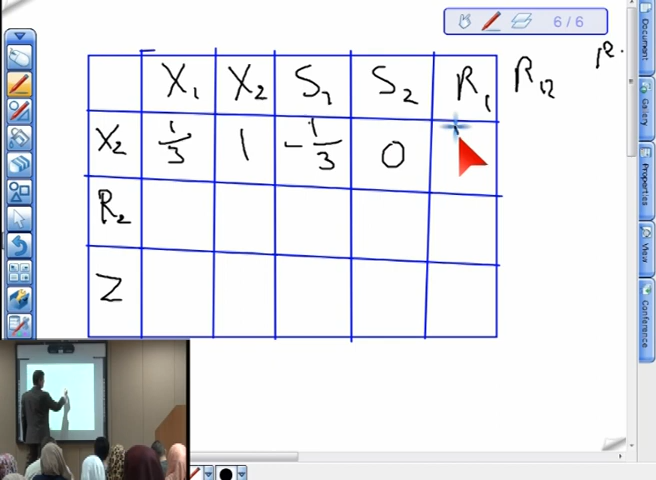 6 / 6
X₁ X₂ S₁ S₂ R₁ R₁₂
X₂ 1/3 1 -1/3 0
R₂
Z
Document
Gallery
Properties
View
Conference